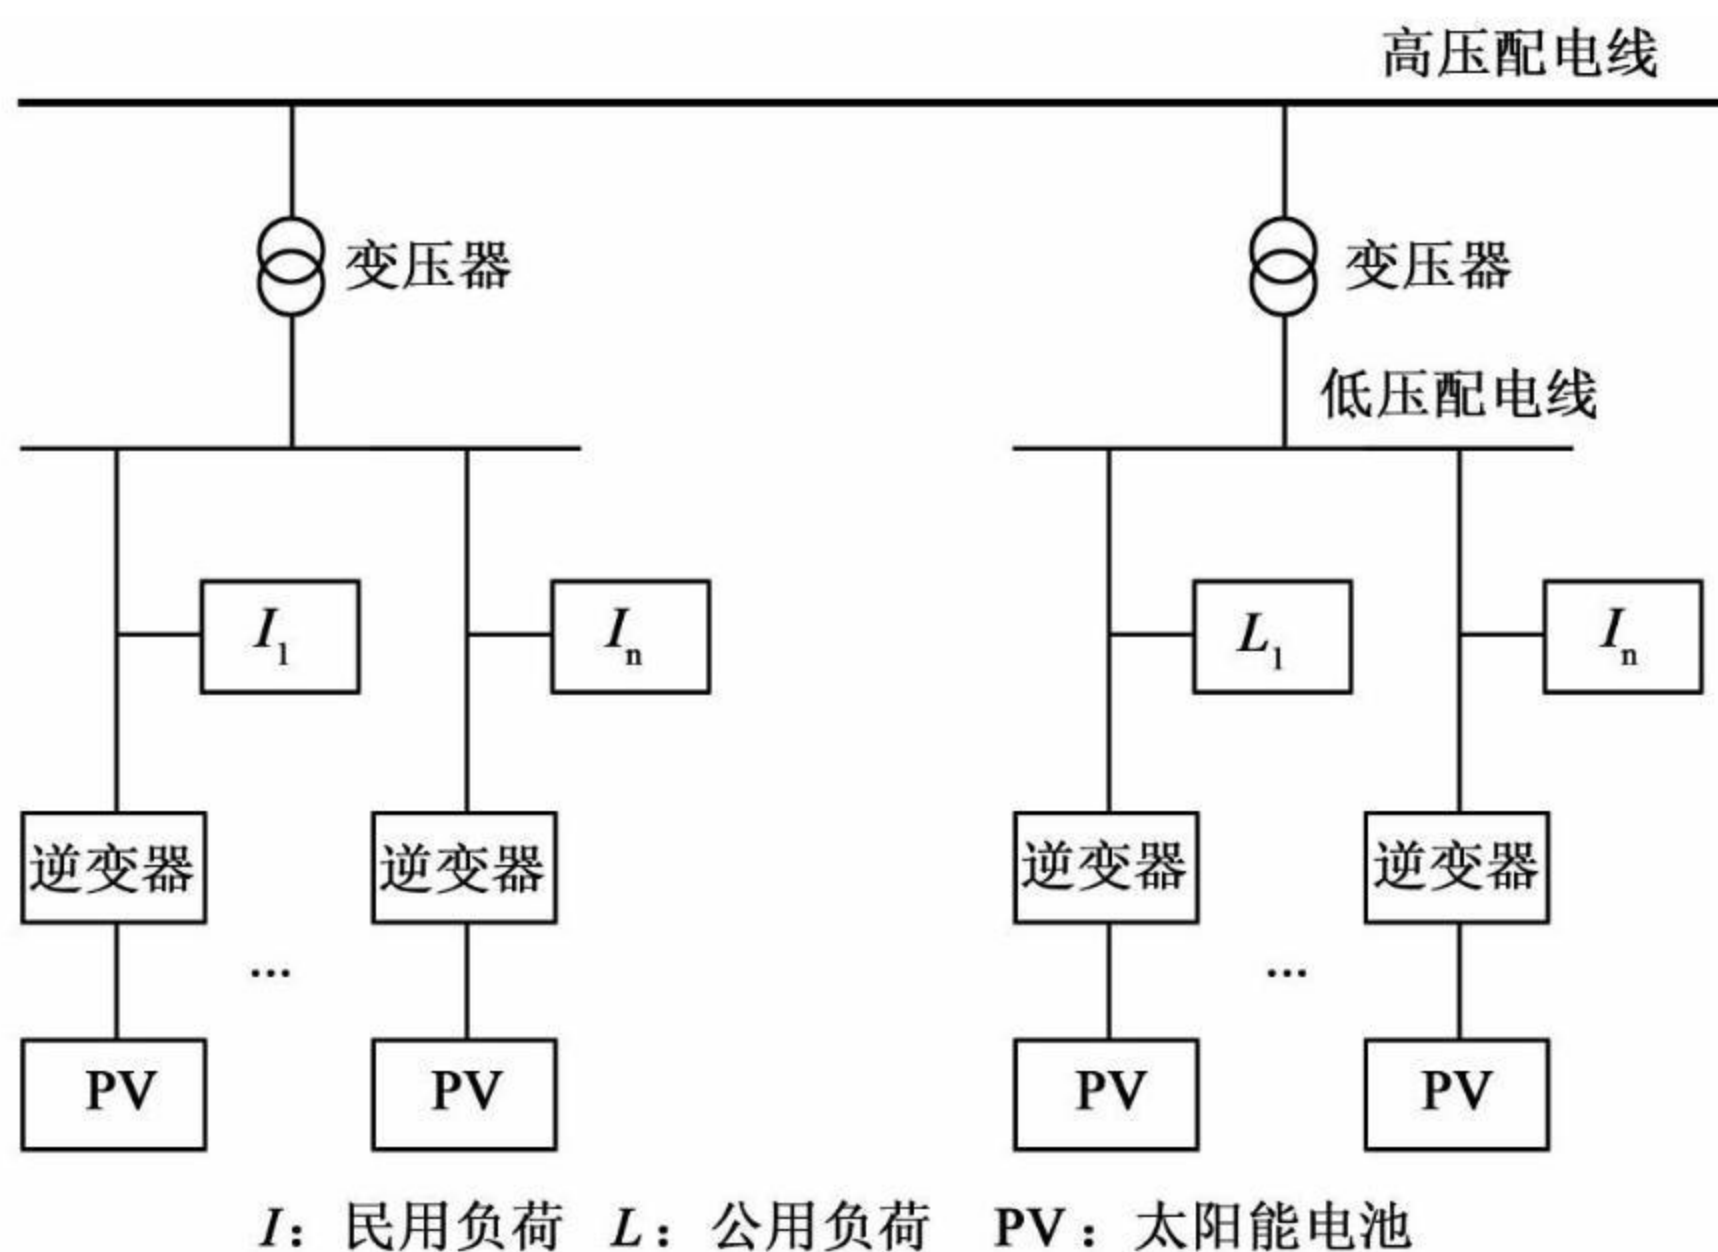 高压配电线
变压器 变压器
低压配电线
I1 In L1 In
逆变器 逆变器 逆变器 逆变器
... ...
PV PV PV PV
I：民用负荷 L：公用负荷 PV：太阳能电池